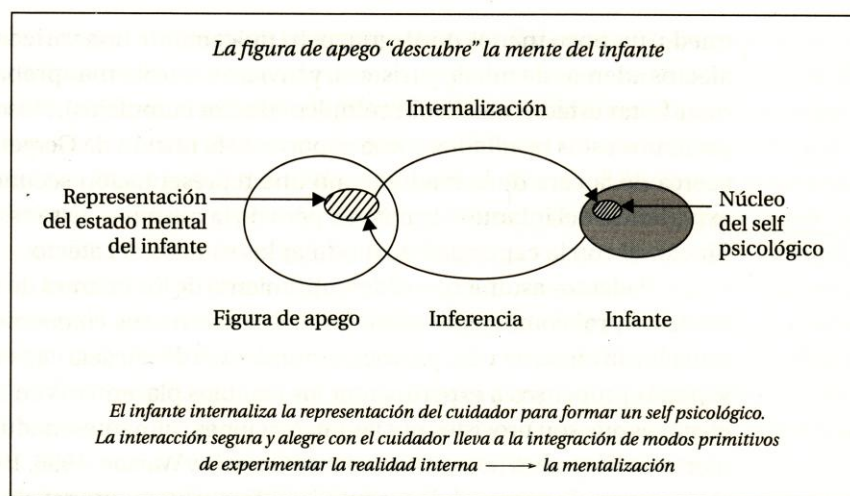 La figura de apego “descubre” la mente del infante
Internalización
Representación
del estado mental
del infante
Núcleo
del self
psicológico
Figura de apego
Inferencia
Infante
El infante internaliza la representación del cuidador para formar un self psicológico.
La interacción segura y alegre con el cuidador lleva a la integración de modos primitivos
de experimentar la realidad interna ⟶ la mentalización